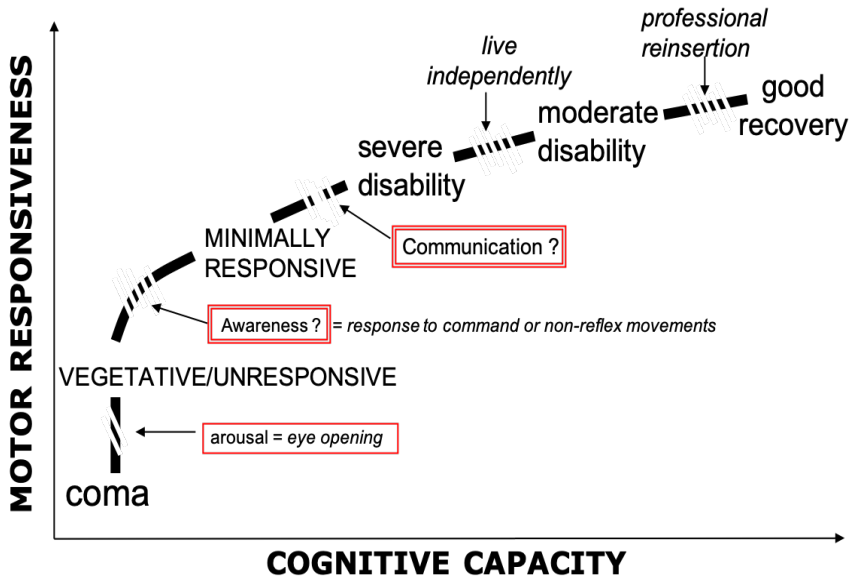 MOTOR RESPONSIVENESS
professional
reinsertion
live
independently
good
recovery
moderate
disability
severe
disability
MINIMALLY
RESPONSIVE
Communication ?
Awareness ? = response to command or non-reflex movements
VEGETATIVE/UNRESPONSIVE
arousal = eye opening
coma
COGNITIVE CAPACITY